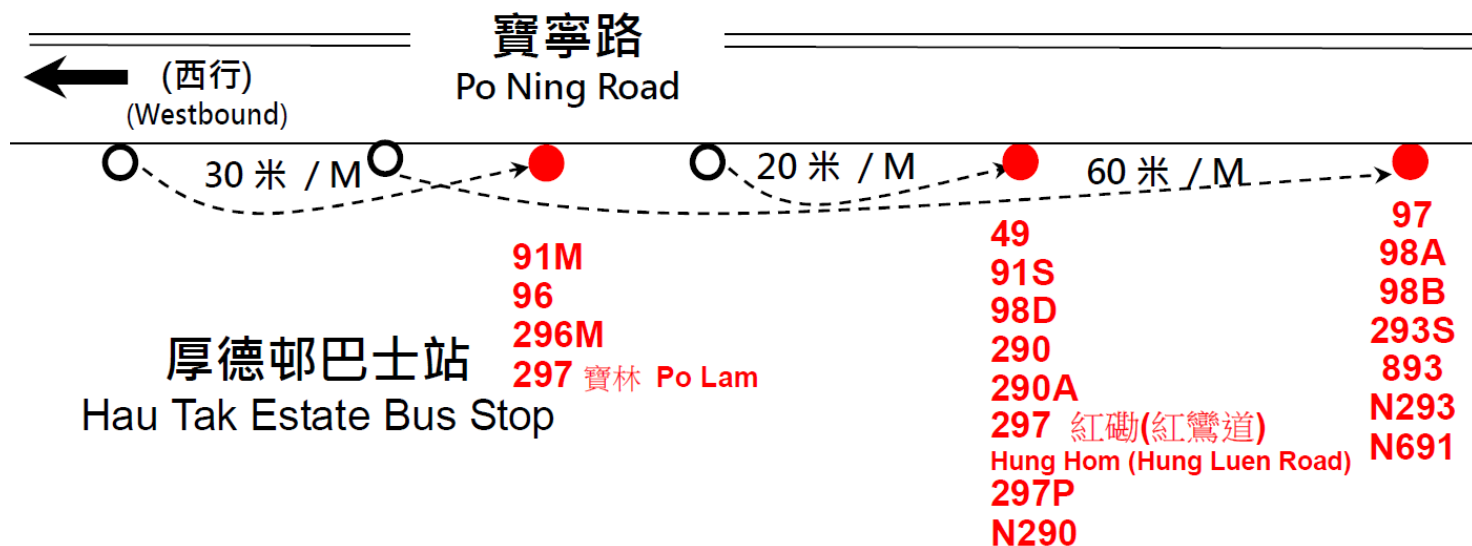 寶寧路
Po Ning Road
(西行)
(Westbound)
30 米 / M
20 米 / M
60 米 / M
厚德邨巴士站
Hau Tak Estate Bus Stop
91M
96
296M
297 寶林 Po Lam
49
91S
98D
290
290A
297 紅磡(紅鸞道)
Hung Hom (Hung Luen Road)
297P
N290
97
98A
98B
293S
893
N293
N691